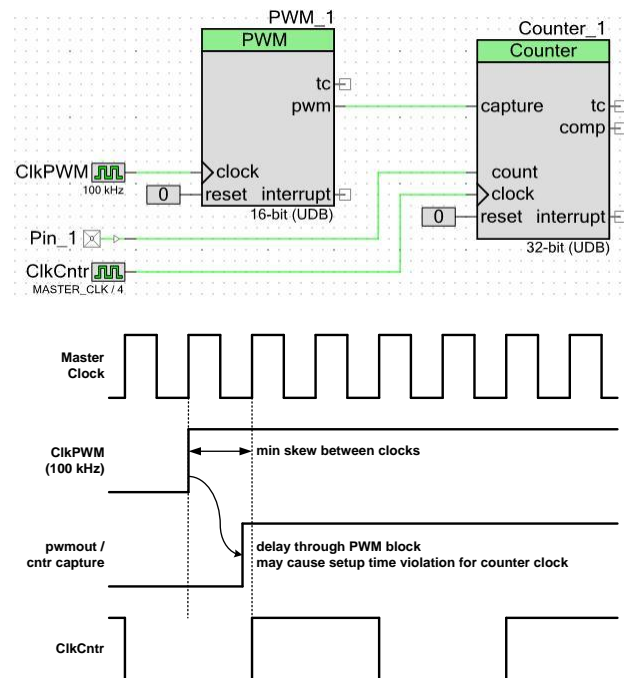 PWM_1
PWM
tc
pwm
ClkPWM
100 kHz
clock
0
reset
interrupt
16-bit (UDB)
Counter_1
Counter
capture
tc
comp
count
clock
0
reset
interrupt
32-bit (UDB)
Pin_1
ClkCntr
MASTER_CLK / 4
Master
Clock
ClkPWM
(100 kHz)
min skew between clocks
pwmout /
cntr capture
delay through PWM block
may cause setup time violation for counter clock
ClkCntr